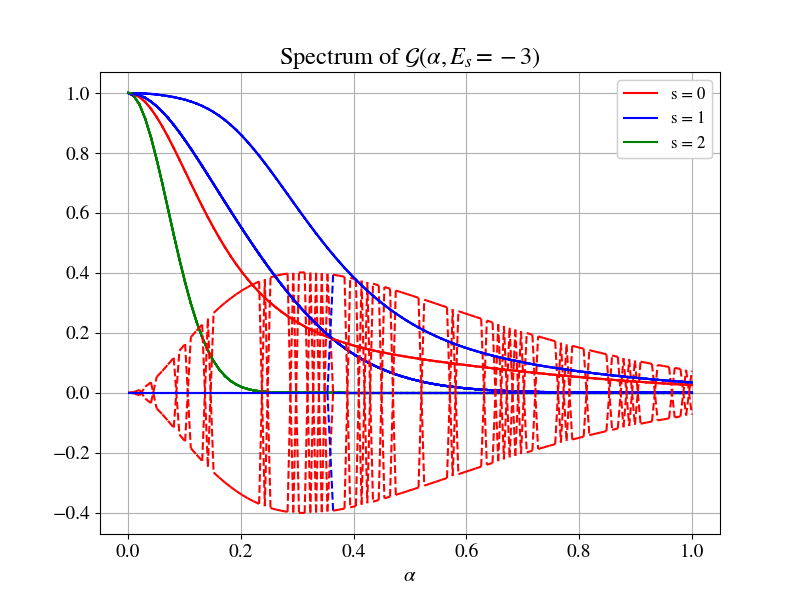 Spectrum of 𝒢(α, E_s = −3)
s = 0
s = 1
s = 2
1.0
0.8
0.6
0.4
0.2
0.0
−0.2
−0.4
0.0 0.2 0.4 0.6 0.8 1.0
α